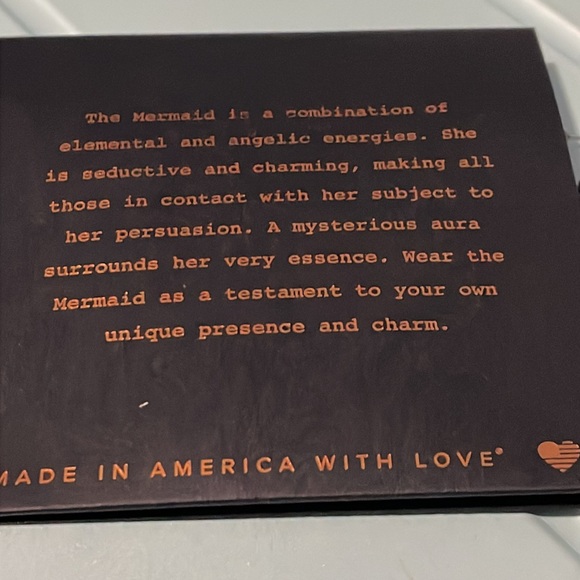 The Mermaid is a combination of
elemental and angelic energies. She
is seductive and charming, making all
those in contact with her subject to
her persuasion. A mysterious aura
surrounds her very essence. Wear the
Mermaid as a testament to your own
unique presence and charm.
MADE IN AMERICA WITH LOVE®